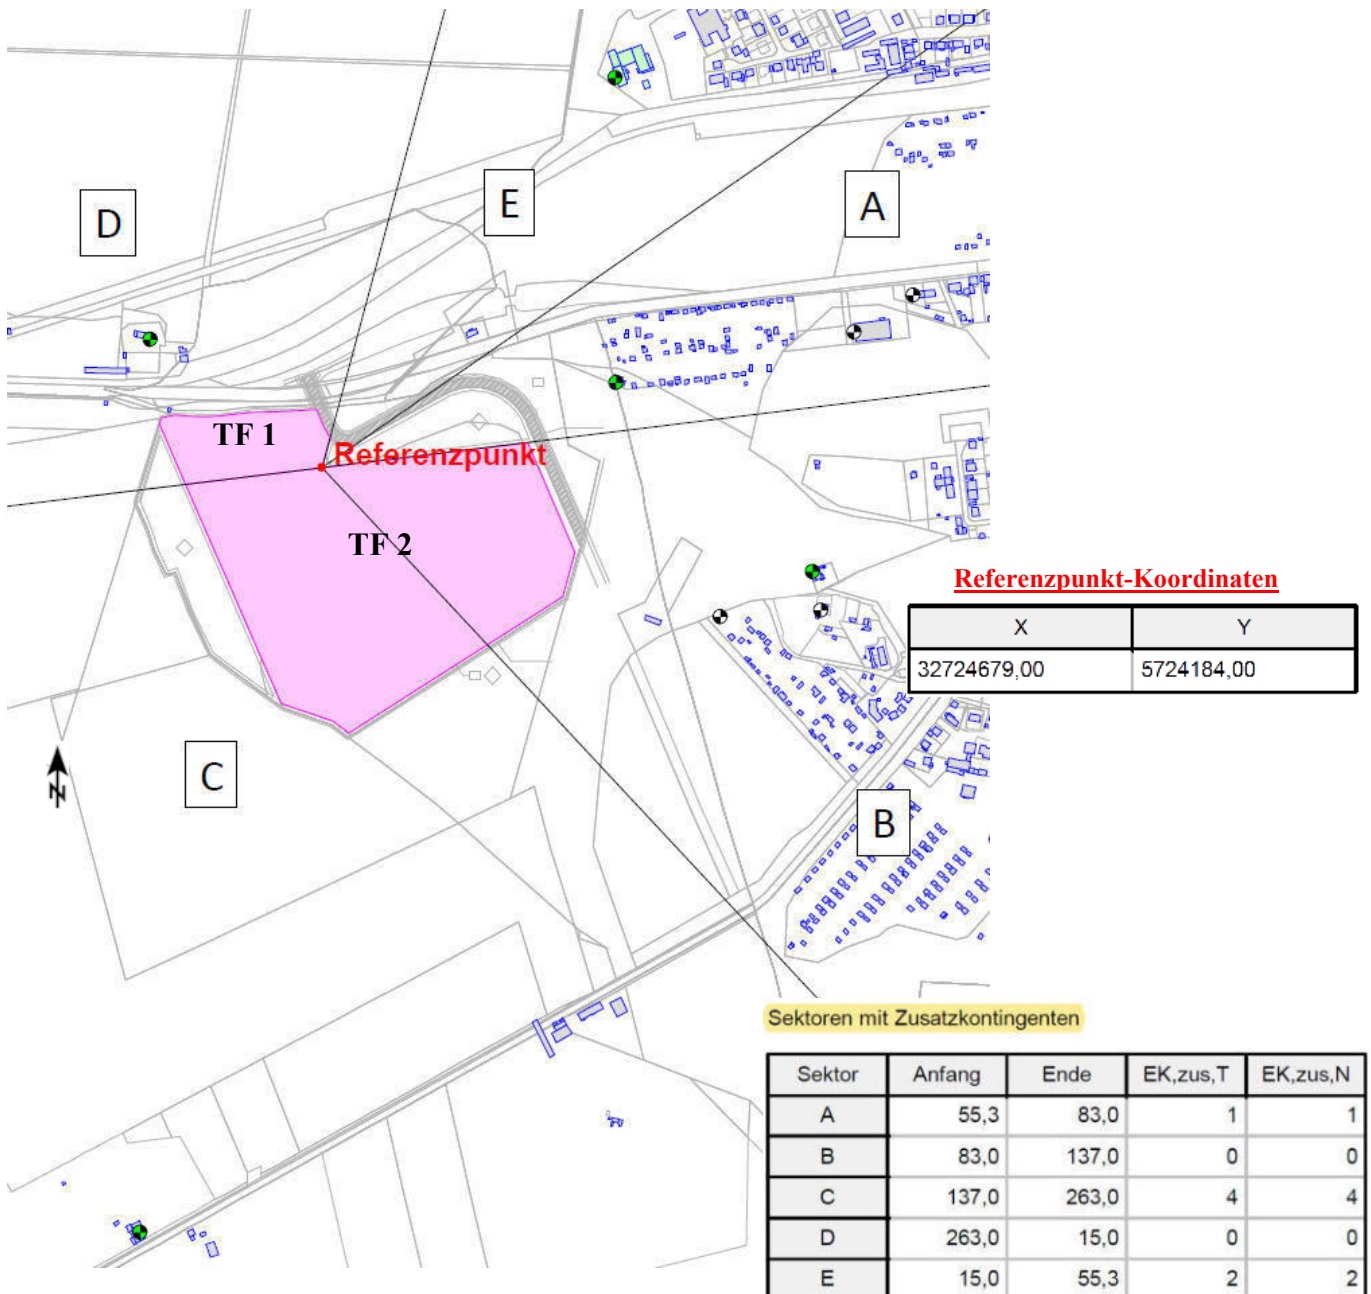 E
D
A
TF 1
Referenzpunkt
TF 2
Referenzpunkt-Koordinaten
X Y
32724679,00 5724184,00
N
C
B
Sektoren mit Zusatzkontingenten
Sektor Anfang Ende EK,zus,T EK,zus,N
A 55,3 83,0 1 1
B 83,0 137,0 0 0
C 137,0 263,0 4 4
D 263,0 15,0 0 0
E 15,0 55,3 2 2